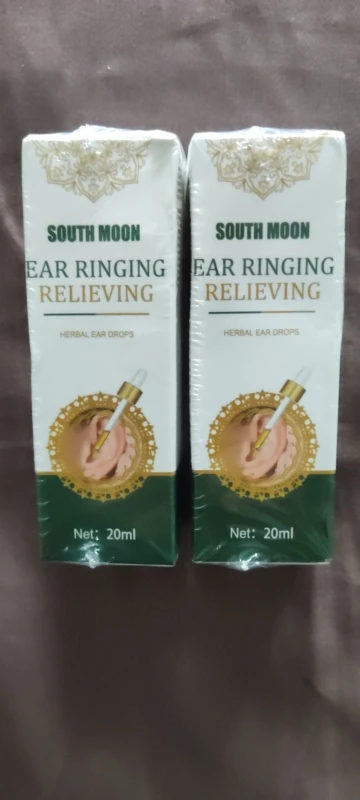 SOUTH MOON
EAR RINGING
RELIEVING
HERBAL EAR DROPS
Net: 20ml
SOUTH MOON
EAR RINGING
RELIEVING
HERBAL EAR DROPS
Net: 20ml